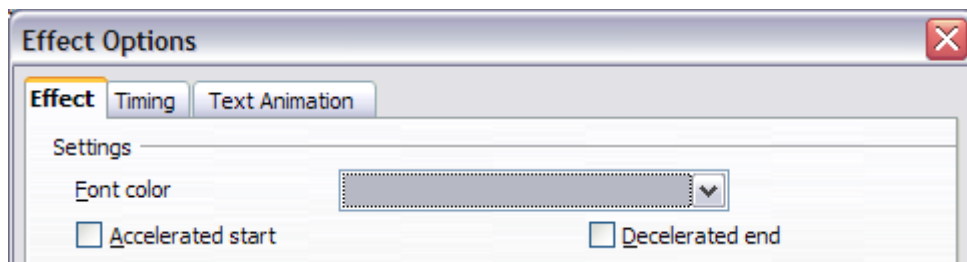 Effect Options
Effect Timing Text Animation
Settings
Font color
Accelerated start Decelerated end